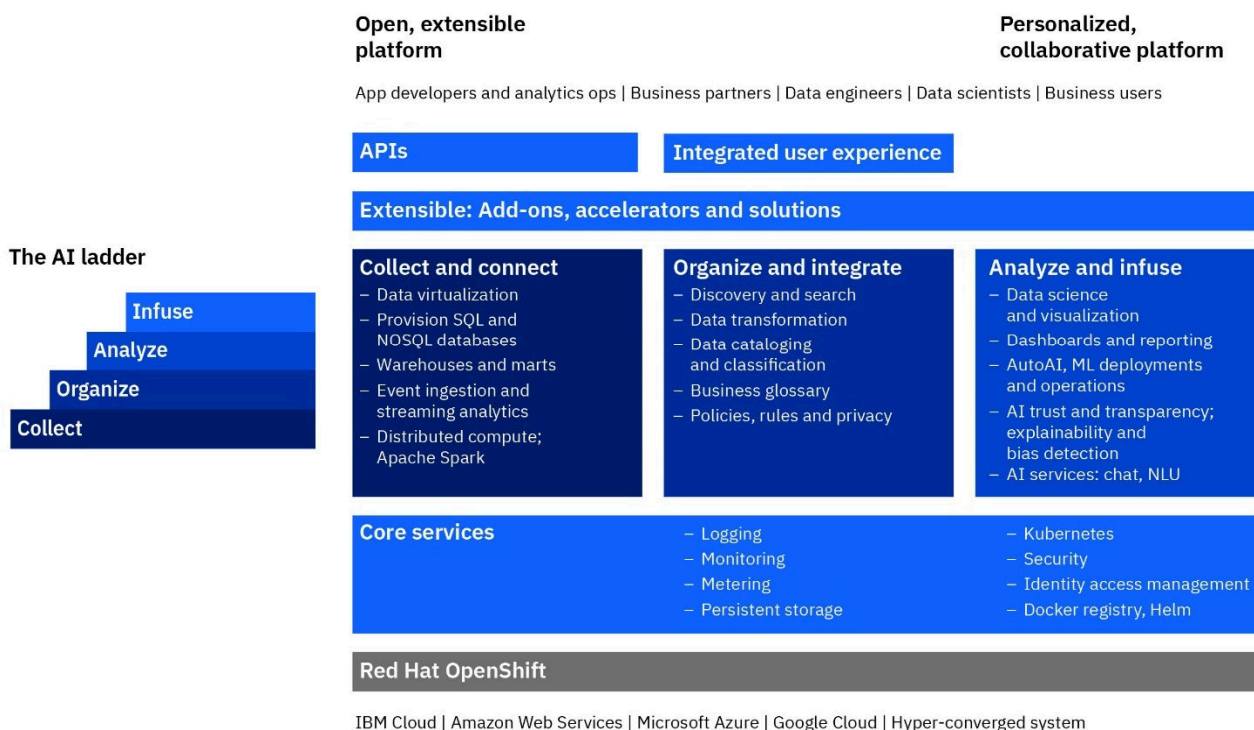 Open, extensible
platform
Personalized,
collaborative platform
App developers and analytics ops | Business partners | Data engineers | Data scientists | Business users
APIs
Integrated user experience
Extensible: Add-ons, accelerators and solutions
The AI ladder
Infuse
Analyze
Organize
Collect
Collect and connect
– Data virtualization
– Provision SQL and
NOSQL databases
– Warehouses and marts
– Event ingestion and
streaming analytics
– Distributed compute;
Apache Spark
Organize and integrate
– Discovery and search
– Data transformation
– Data cataloging
and classification
– Business glossary
– Policies, rules and privacy
Analyze and infuse
– Data science
and visualization
– Dashboards and reporting
– AutoAI, ML deployments
and operations
– AI trust and transparency;
explainability and
bias detection
– AI services: chat, NLU
Core services
– Logging
– Monitoring
– Metering
– Persistent storage
– Kubernetes
– Security
– Identity access management
– Docker registry, Helm
Red Hat OpenShift
IBM Cloud | Amazon Web Services | Microsoft Azure | Google Cloud | Hyper-converged system